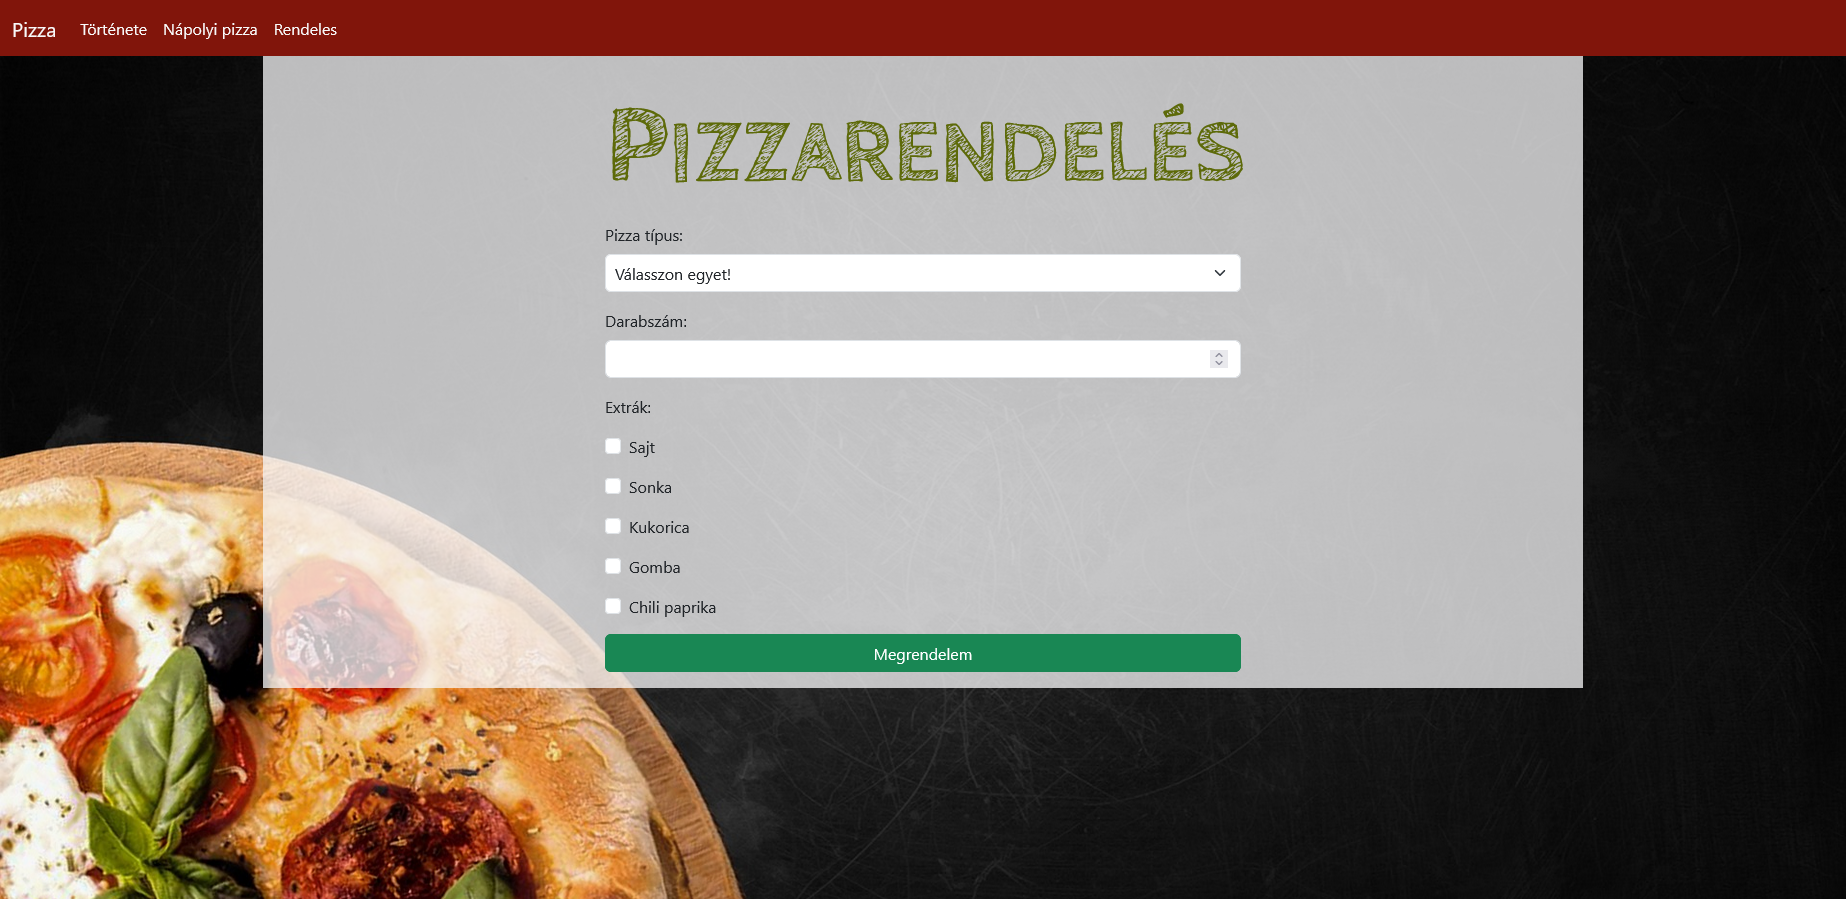 Pizza Története Nápolyi pizza Rendeles
Pizzarendelés
Pizza típus:
Válasszon egyet!
Darabszám:
Extrák:
Sajt
Sonka
Kukorica
Gomba
Chili paprika
Megrendelem